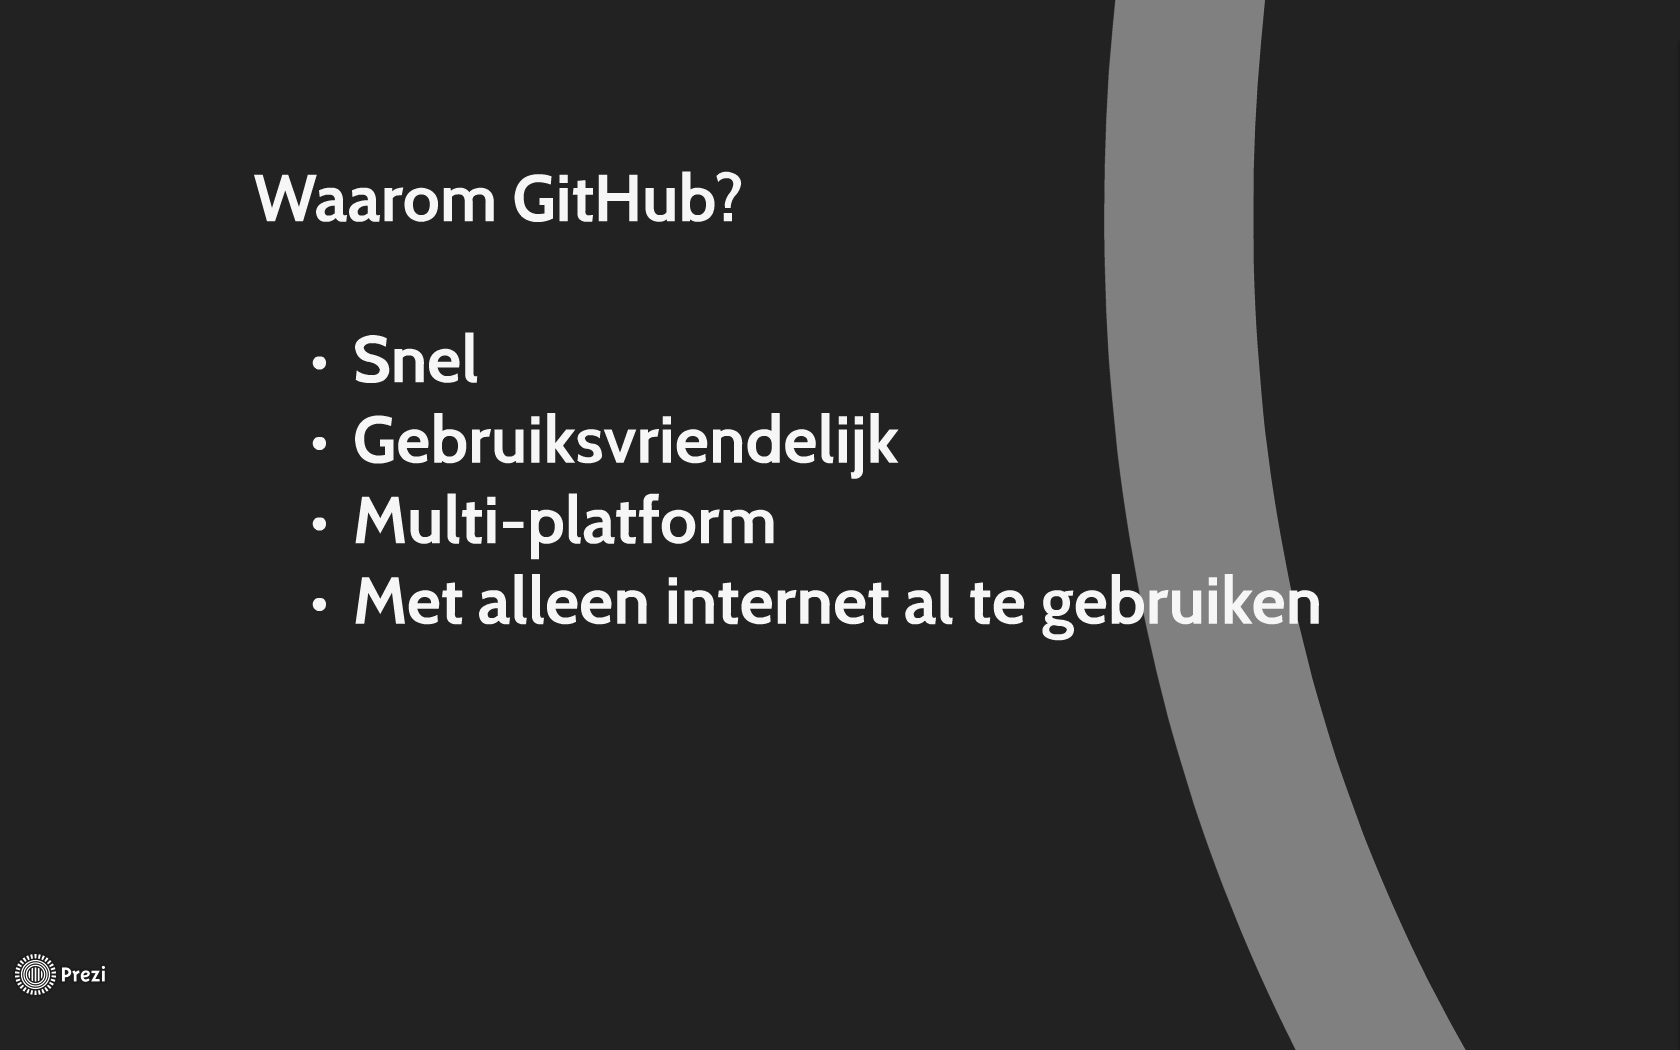 Waarom GitHub?
• Snel
• Gebruiksvriendelijk
• Multi-platform
• Met alleen internet al te gebruiken
Prezi